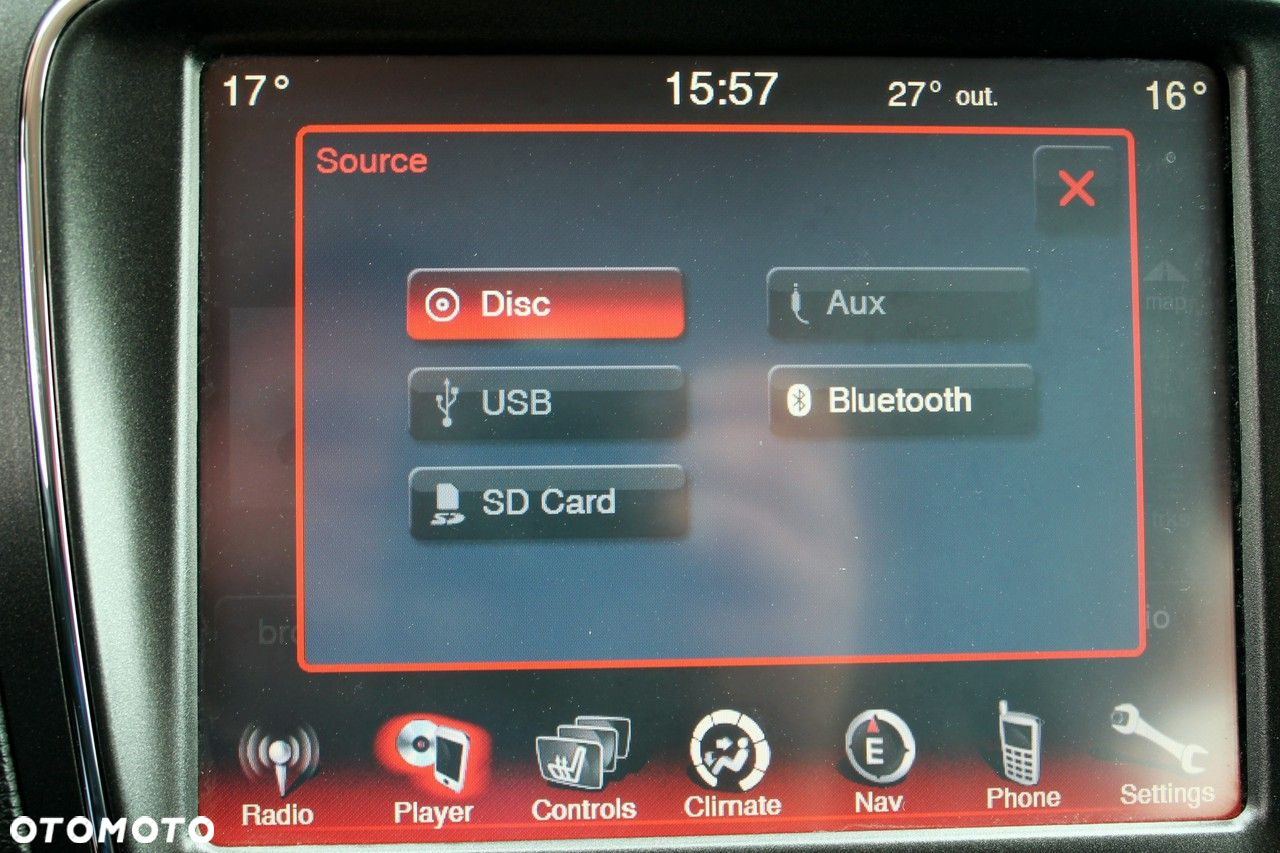 17° 15:57 27° out. 16°
Source
Disc Aux
map
USB Bluetooth
SD Card
Radio Player Controls Climate Nav Phone Settings
E
OTOMOTO